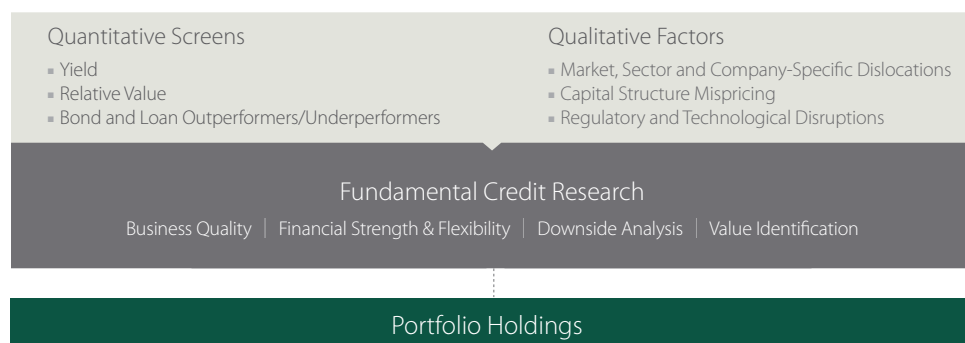 Quantitative Screens
▪ Yield
▪ Relative Value
▪ Bond and Loan Outperformers/Underperformers
Qualitative Factors
▪ Market, Sector and Company-Specific Dislocations
▪ Capital Structure Mispricing
▪ Regulatory and Technological Disruptions
Fundamental Credit Research
Business Quality | Financial Strength & Flexibility | Downside Analysis | Value Identification
Portfolio Holdings